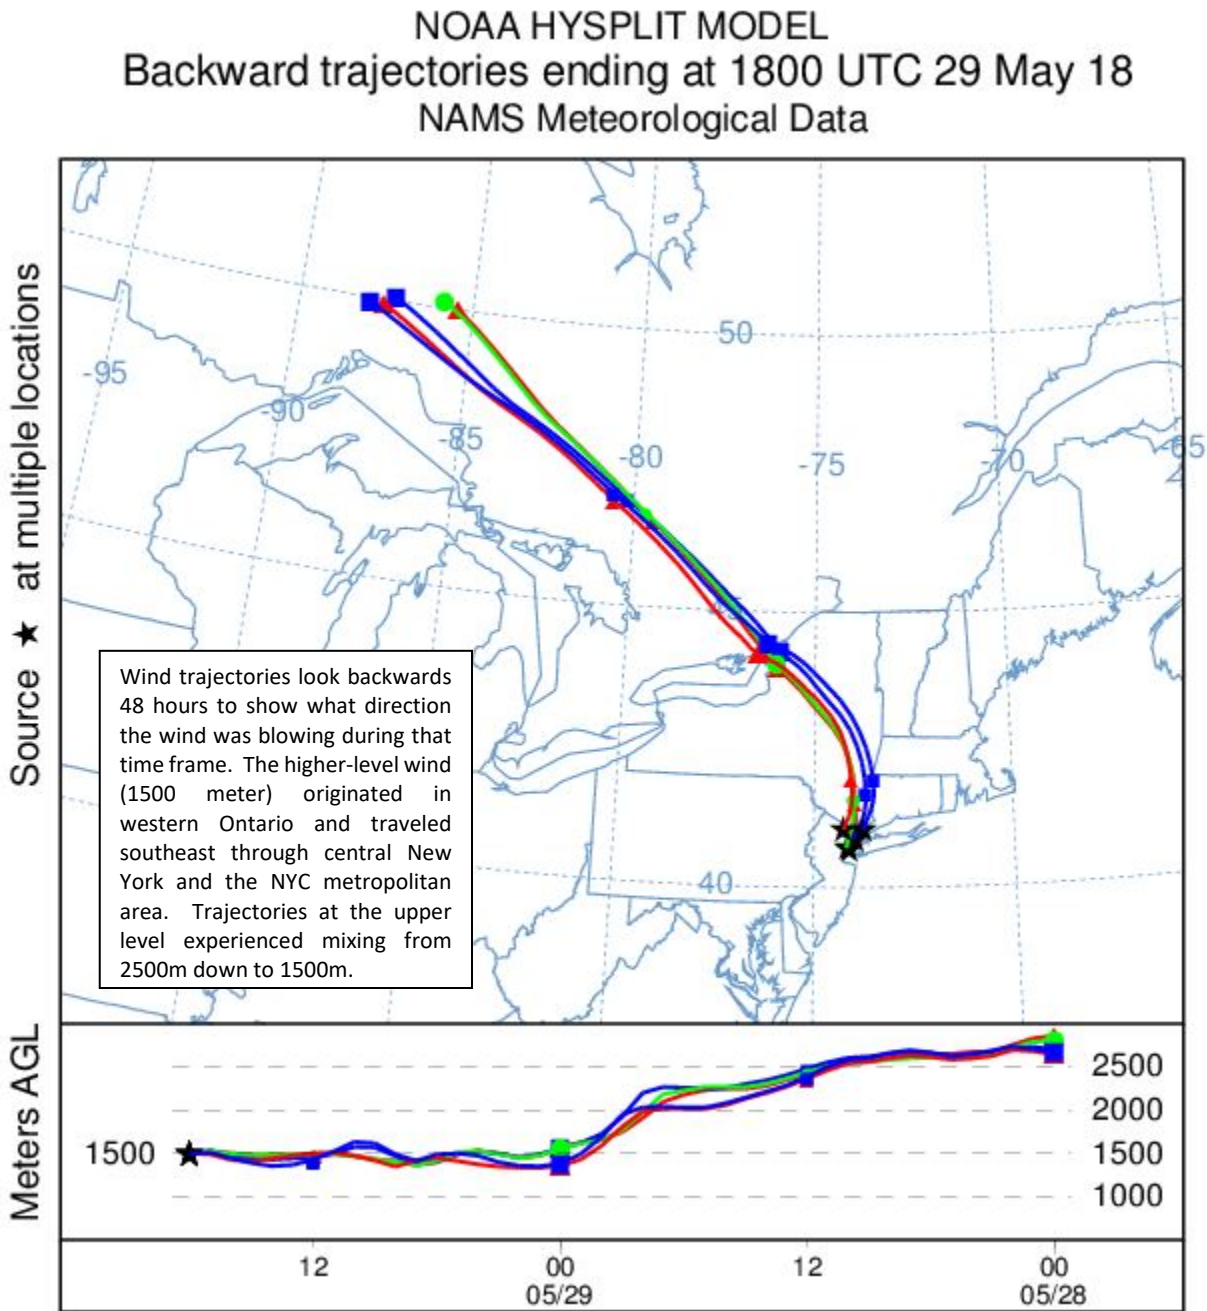 NOAA HYSPLIT MODEL
Backward trajectories ending at 1800 UTC 29 May 18
NAMS Meteorological Data
Source ★ at multiple locations
50
-95
-90
-85
-80
-75
-70
-65
40
Wind trajectories look backwards
48 hours to show what direction
the wind was blowing during that
time frame. The higher-level wind
(1500 meter) originated in
western Ontario and traveled
southeast through central New
York and the NYC metropolitan
area. Trajectories at the upper
level experienced mixing from
2500m down to 1500m.
Meters AGL
1500
2500
2000
1500
1000
12
00
12
00
05/29
05/28